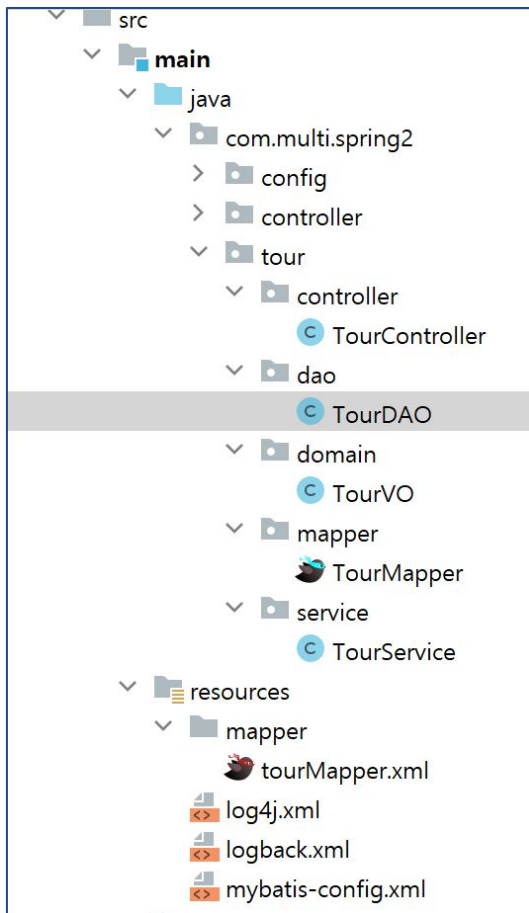 src
main
java
com.multi.spring2
config
controller
tour
controller
C TourController
dao
C TourDAO
domain
C TourVO
mapper
TourMapper
service
C TourService
resources
mapper
tourMapper.xml
<> log4j.xml
<> logback.xml
<> mybatis-config.xml